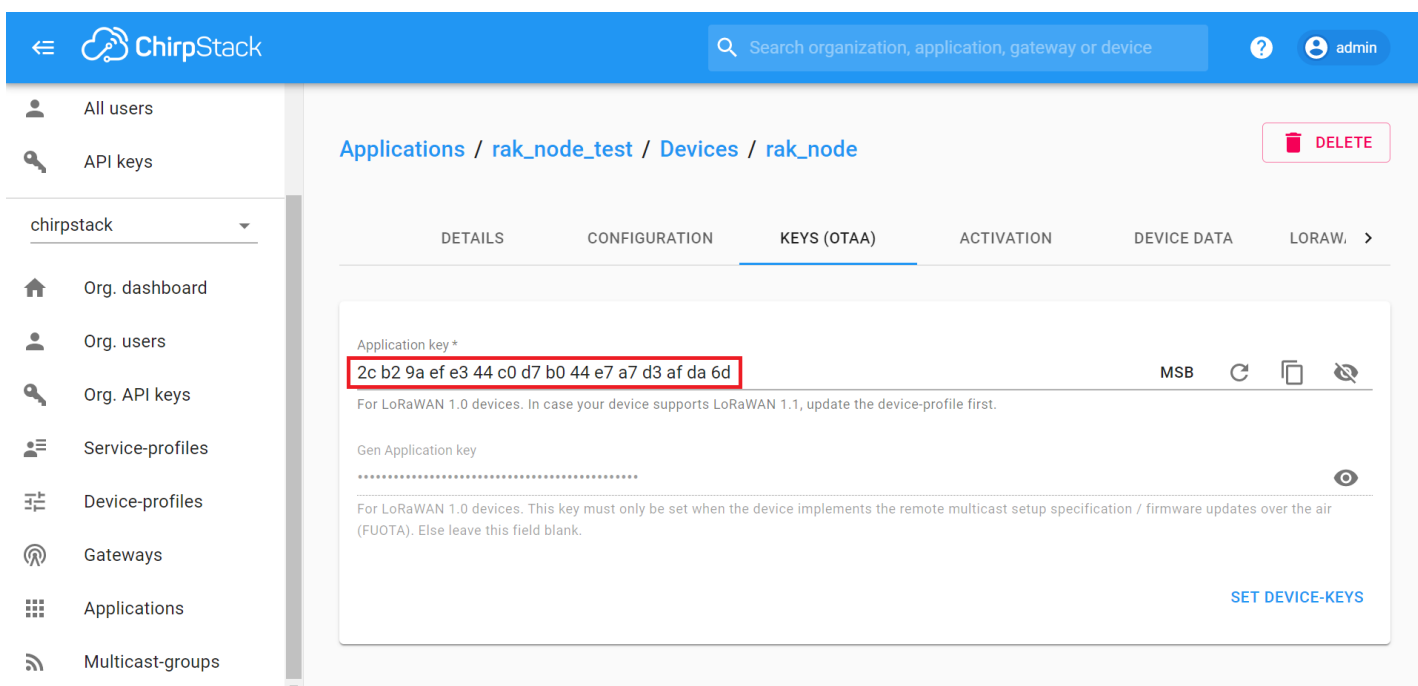 ChirpStack
Search organization, application, gateway or device
?
admin
All users
API keys
chirpstack
Org. dashboard
Org. users
Org. API keys
Service-profiles
Device-profiles
Gateways
Applications
Multicast-groups
Applications / rak_node_test / Devices / rak_node
DELETE
DETAILS CONFIGURATION KEYS (OTAA) ACTIVATION DEVICE DATA LORAW
Application key *
2c b2 9a ef e3 44 c0 d7 b0 44 e7 a7 d3 af da 6d
MSB
For LoRaWAN 1.0 devices. In case your device supports LoRaWAN 1.1, update the device-profile first.
Gen Application key
•••••••••••••••••••••••••••••••••••••••••••••••
For LoRaWAN 1.0 devices. This key must only be set when the device implements the remote multicast setup specification / firmware updates over the air
(FUOTA). Else leave this field blank.
SET DEVICE-KEYS